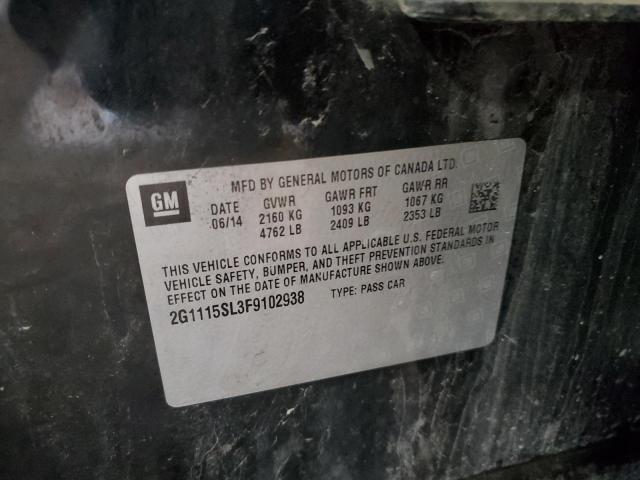 MFD BY GENERAL MOTORS OF CANADA LTD.
GM
DATE GVWR GAWR FRT GAWR RR
06/14 2160 KG 1093 KG 1067 KG
4762 LB 2409 LB 2353 LB
THIS VEHICLE CONFORMS TO ALL APPLICABLE U.S. FEDERAL MOTOR
VEHICLE SAFETY, BUMPER, AND THEFT PREVENTION STANDARDS IN
EFFECT ON THE DATE OF MANUFACTURE SHOWN ABOVE.
2G1115SL3F9102938 TYPE: PASS CAR